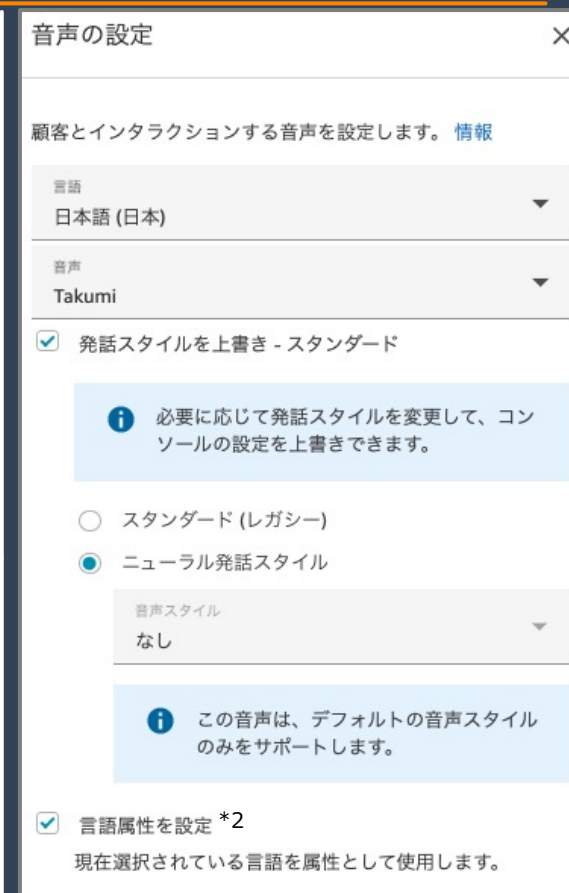 音声の設定
顧客とインタラクションする音声を設定します。 情報
言語
日本語 (日本)
音声
Takumi
発話スタイルを上書き - スタンダード
必要に応じて発話スタイルを変更して、コン
ソールの設定を上書きできます。
スタンダード (レガシー)
ニューラル発話スタイル
音声スタイル
なし
この音声は、デフォルトの音声スタイル
のみをサポートします。
言語属性を設定 *2
現在選択されている言語を属性として使用します。